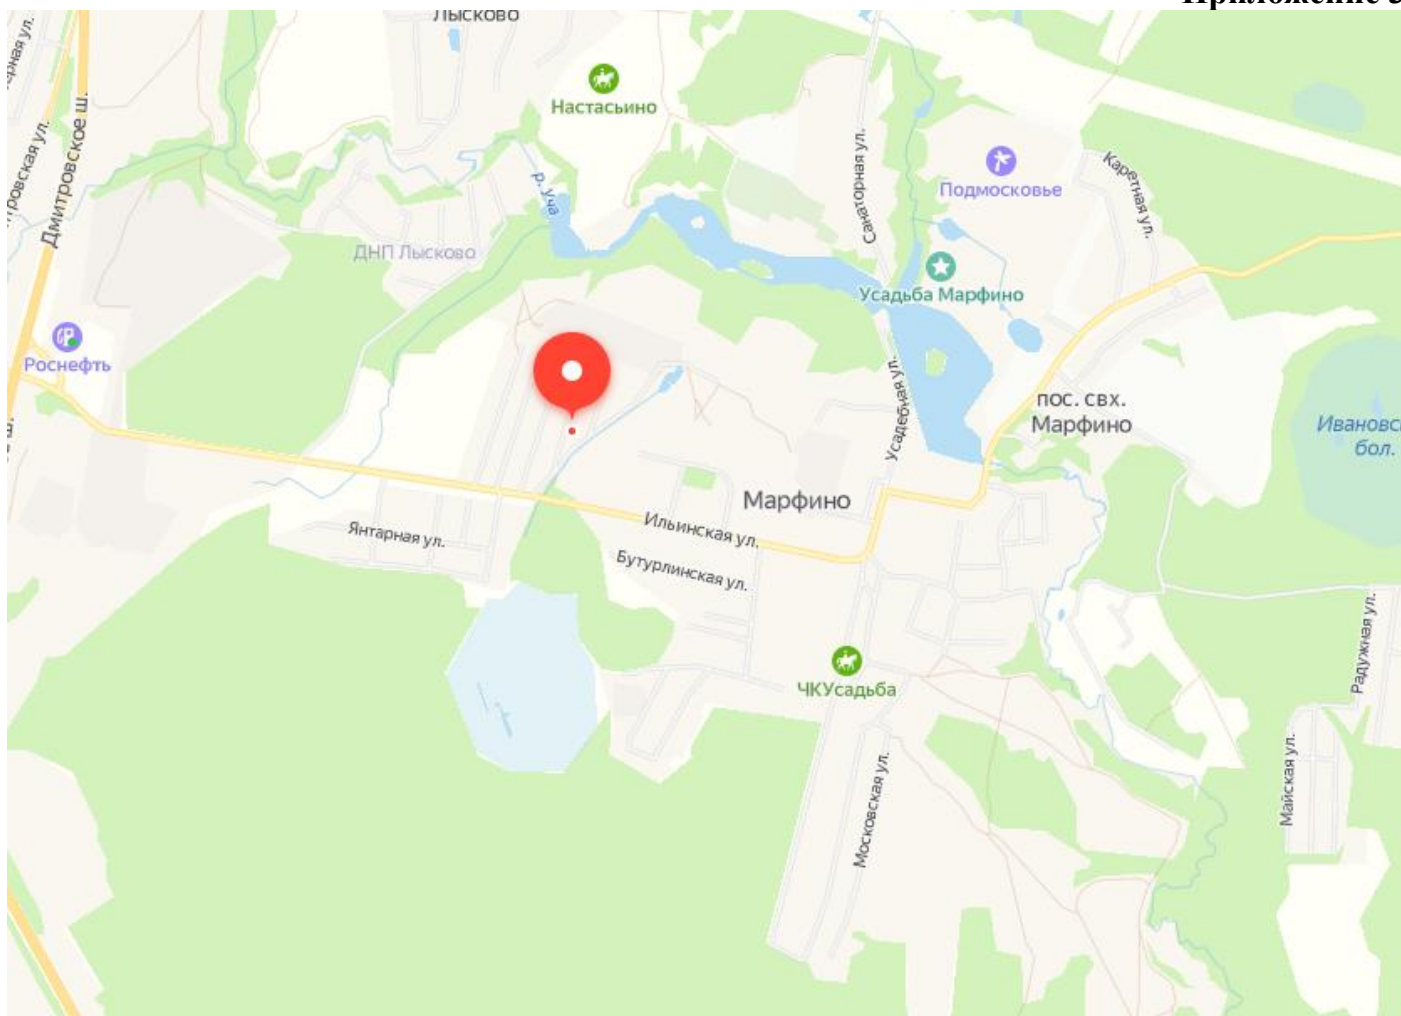 Приложение
Лысково
Настасьино
Дмитровское ш.
р. Уча
Санаторная ул.
Подмосковье
Каретная ул.
ДНП Лысково
Усадьба Марфино
Роснефть
Усадебная ул.
пос. свх.
Марфино
бол.
Марфино
Ильинская ул.
Янтарная ул.
Бутурлинская ул.
ЧКУсадьба
Радужная ул.
Майская ул.
Московская ул.